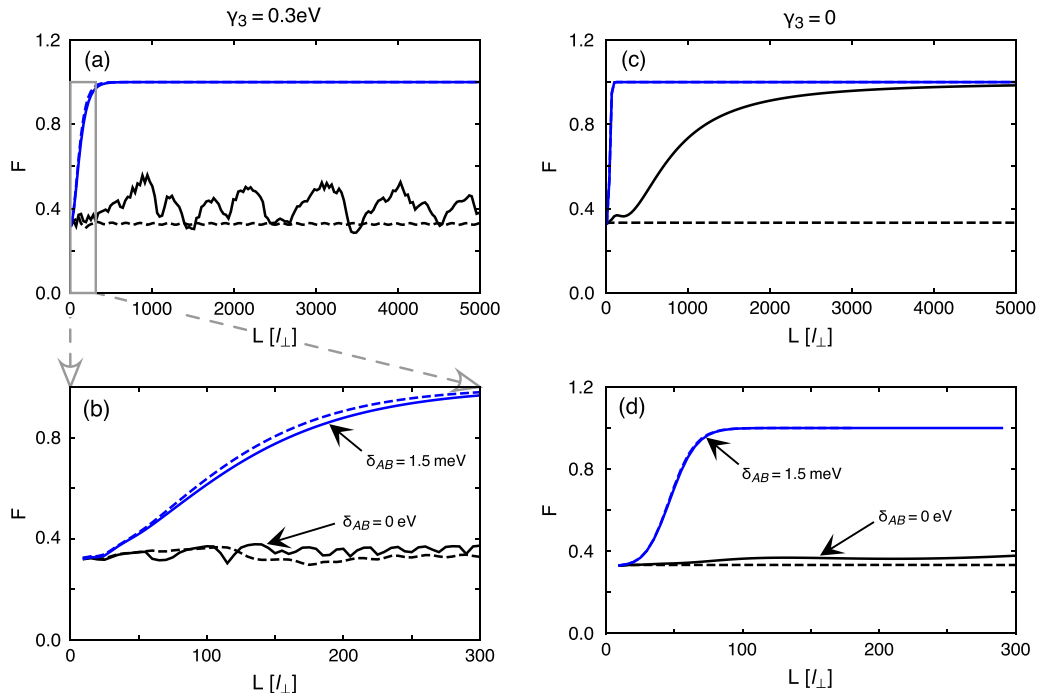 γ₃ = 0.3eV
(a)
F
1.2
0.8
0.4
0.0
0 1000 2000 3000 4000 5000
L [l⊥]
γ₃ = 0
(c)
F
1.2
0.8
0.4
0.0
0 1000 2000 3000 4000 5000
L [l⊥]
(b)
F
0.8
0.4
0.0
δAB = 1.5 meV
δAB = 0 eV
0 100 200 300
L [l⊥]
(d)
F
1.2
0.8
0.4
0.0
δAB = 1.5 meV
δAB = 0 eV
0 100 200 300
L [l⊥]